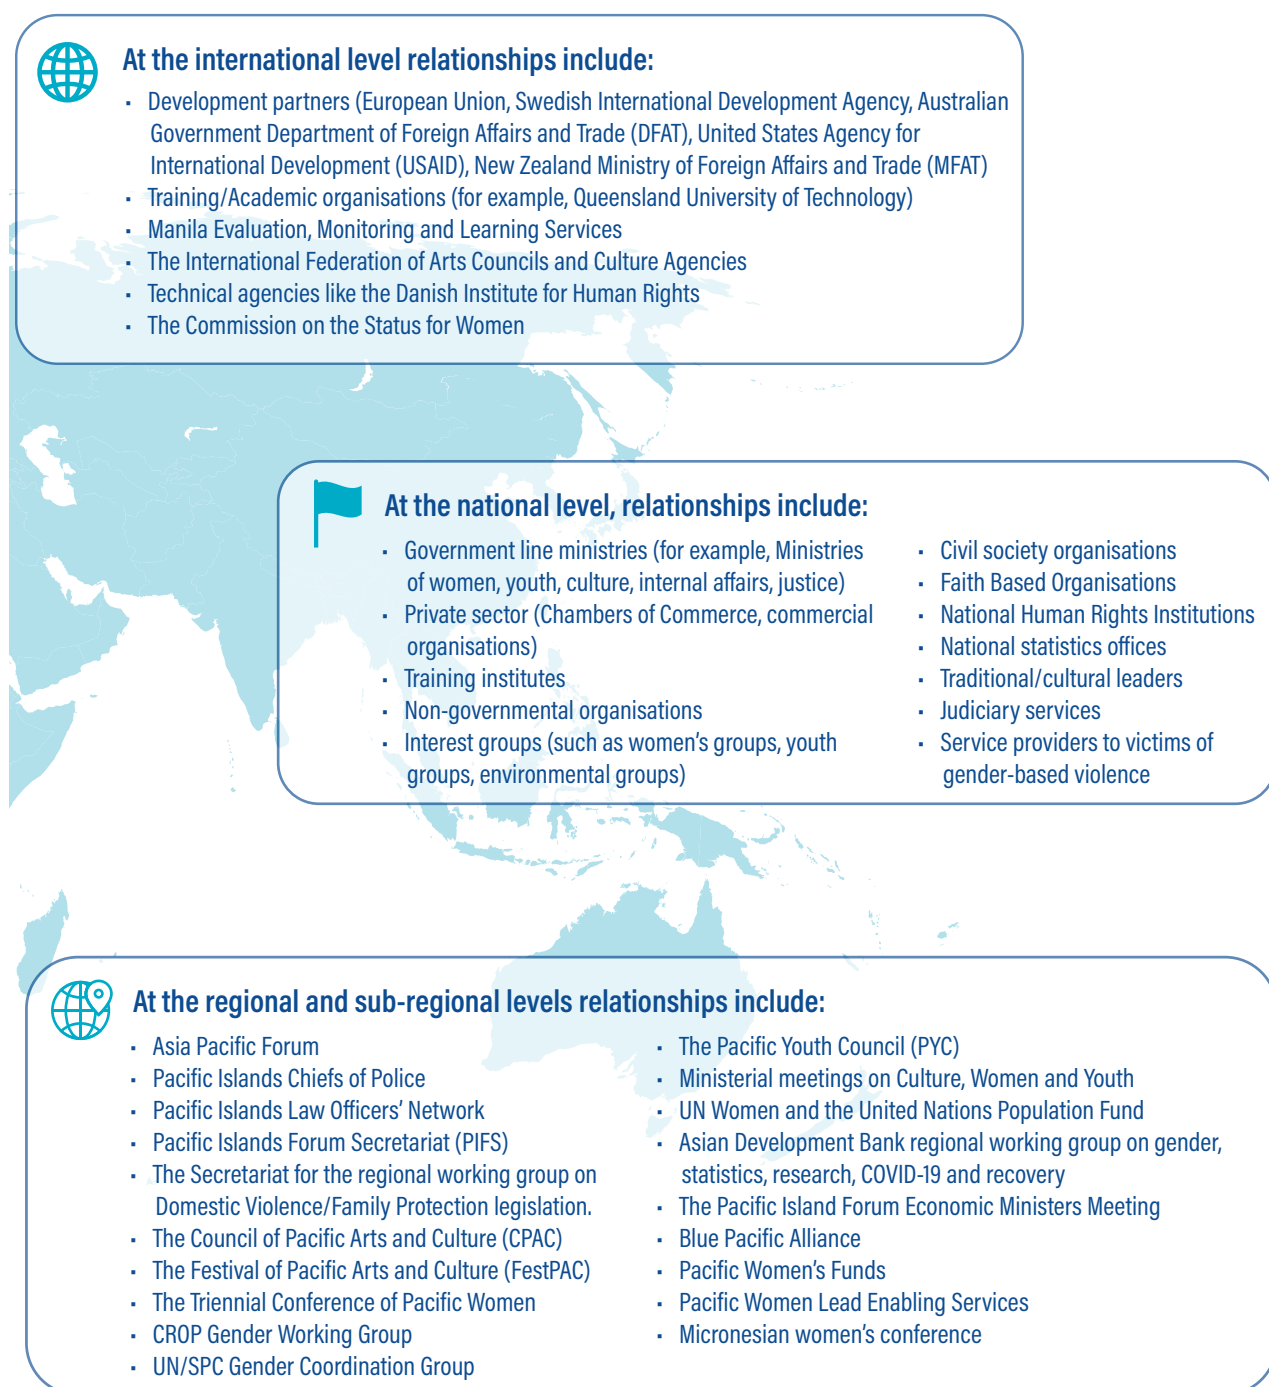 At the international level relationships include:
▪ Development partners (European Union, Swedish International Development Agency, Australian
Government Department of Foreign Affairs and Trade (DFAT), United States Agency for
International Development (USAID), New Zealand Ministry of Foreign Affairs and Trade (MFAT)
▪ Training/Academic organisations (for example, Queensland University of Technology)
▪ Manila Evaluation, Monitoring and Learning Services
▪ The International Federation of Arts Councils and Culture Agencies
▪ Technical agencies like the Danish Institute for Human Rights
▪ The Commission on the Status for Women
At the national level, relationships include:
▪ Government line ministries (for example, Ministries
of women, youth, culture, internal affairs, justice)
▪ Private sector (Chambers of Commerce, commercial
organisations)
▪ Training institutes
▪ Non-governmental organisations
▪ Interest groups (such as women's groups, youth
groups, environmental groups)
▪ Civil society organisations
▪ Faith Based Organisations
▪ National Human Rights Institutions
▪ National statistics offices
▪ Traditional/cultural leaders
▪ Judiciary services
▪ Service providers to victims of
gender-based violence
At the regional and sub-regional levels relationships include:
▪ Asia Pacific Forum
▪ Pacific Islands Chiefs of Police
▪ Pacific Islands Law Officers' Network
▪ Pacific Islands Forum Secretariat (PIFS)
▪ The Secretariat for the regional working group on
Domestic Violence/Family Protection legislation.
▪ The Council of Pacific Arts and Culture (CPAC)
▪ The Festival of Pacific Arts and Culture (FestPAC)
▪ The Triennial Conference of Pacific Women
▪ CROP Gender Working Group
▪ UN/SPC Gender Coordination Group
▪ The Pacific Youth Council (PYC)
▪ Ministerial meetings on Culture, Women and Youth
▪ UN Women and the United Nations Population Fund
▪ Asian Development Bank regional working group on gender,
statistics, research, COVID-19 and recovery
▪ The Pacific Island Forum Economic Ministers Meeting
▪ Blue Pacific Alliance
▪ Pacific Women's Funds
▪ Pacific Women Lead Enabling Services
▪ Micronesian women's conference